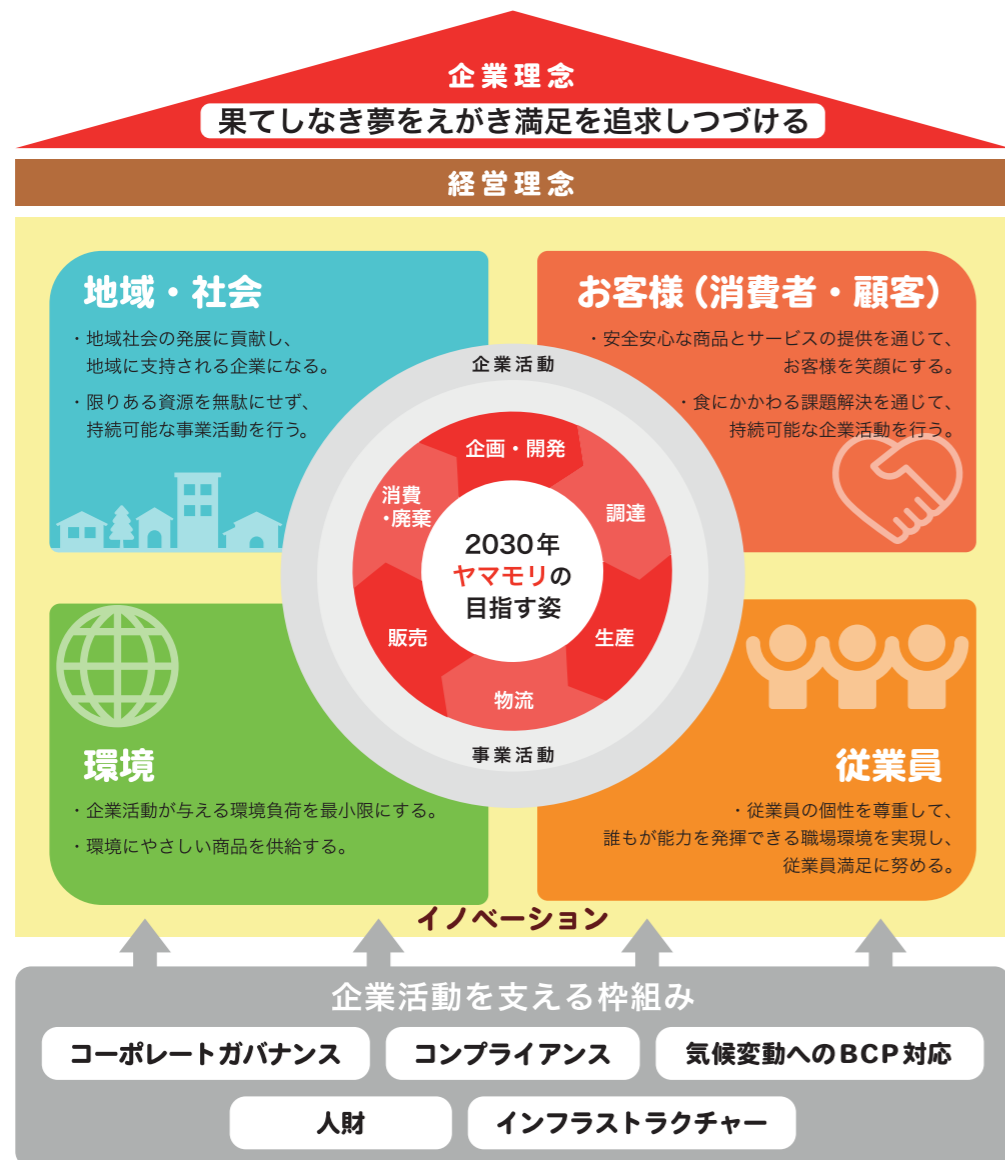 企業理念
果てしなき夢をえがき満足を追求しつづける
経営理念
地域・社会
・地域社会の発展に貢献し、
地域に支持される企業になる。
・限りある資源を無駄にせず、
持続可能な事業活動を行う。
お客様(消費者・顧客)
・安全安心な商品とサービスの提供を通じて、
お客様を笑顔にする。
・食にかかわる課題解決を通じて、
持続可能な企業活動を行う。
企業活動
企画・開発
調達
生産
物流
販売
消費
・廃棄
2030年
ヤマモリの
目指す姿
事業活動
環境
・企業活動が与える環境負荷を最小限にする。
・環境にやさしい商品を供給する。
従業員
・従業員の個性を尊重して、
誰もが能力を発揮できる職場環境を実現し、
従業員満足に努める。
イノベーション
企業活動を支える枠組み
コーポレートガバナンス
コンプライアンス
気候変動へのBCP対応
人財
インフラストラクチャー